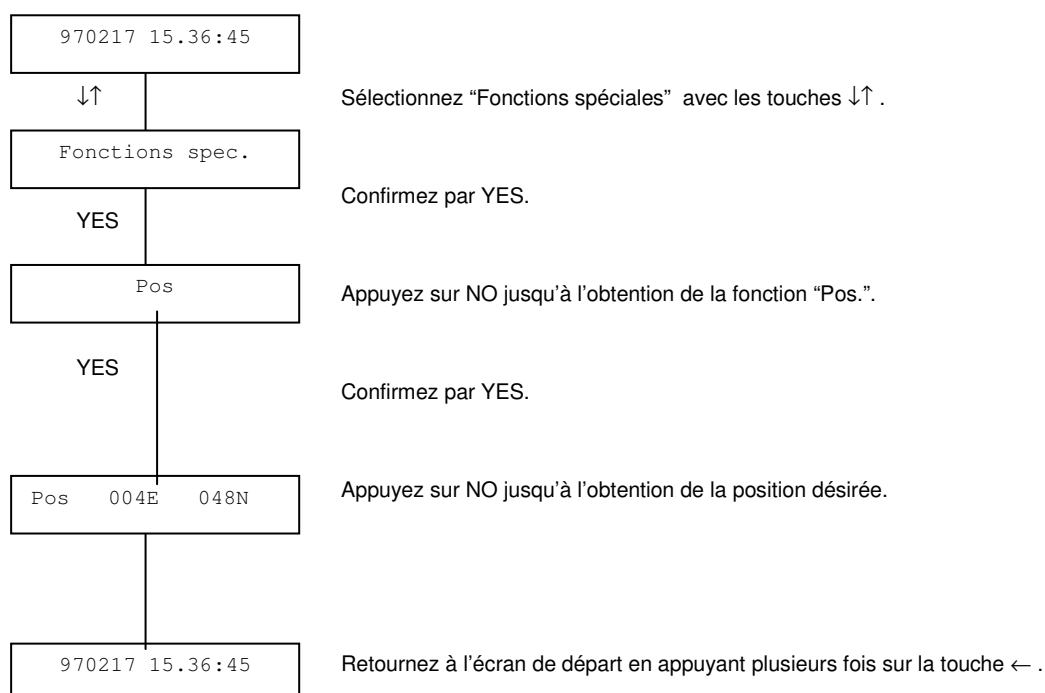 970217 15.36:45
↓↑
Sélectionnez “Fonctions spéciales” avec les touches ↓↑ .
Fonctions spec.
Confirmez par YES.
YES
Pos
Appuyez sur NO jusqu’à l’obtention de la fonction “Pos.”.
YES
Confirmez par YES.
Pos 004E 048N
Appuyez sur NO jusqu’à l’obtention de la position désirée.
970217 15.36:45
Retournez à l’écran de départ en appuyant plusieurs fois sur la touche ← .